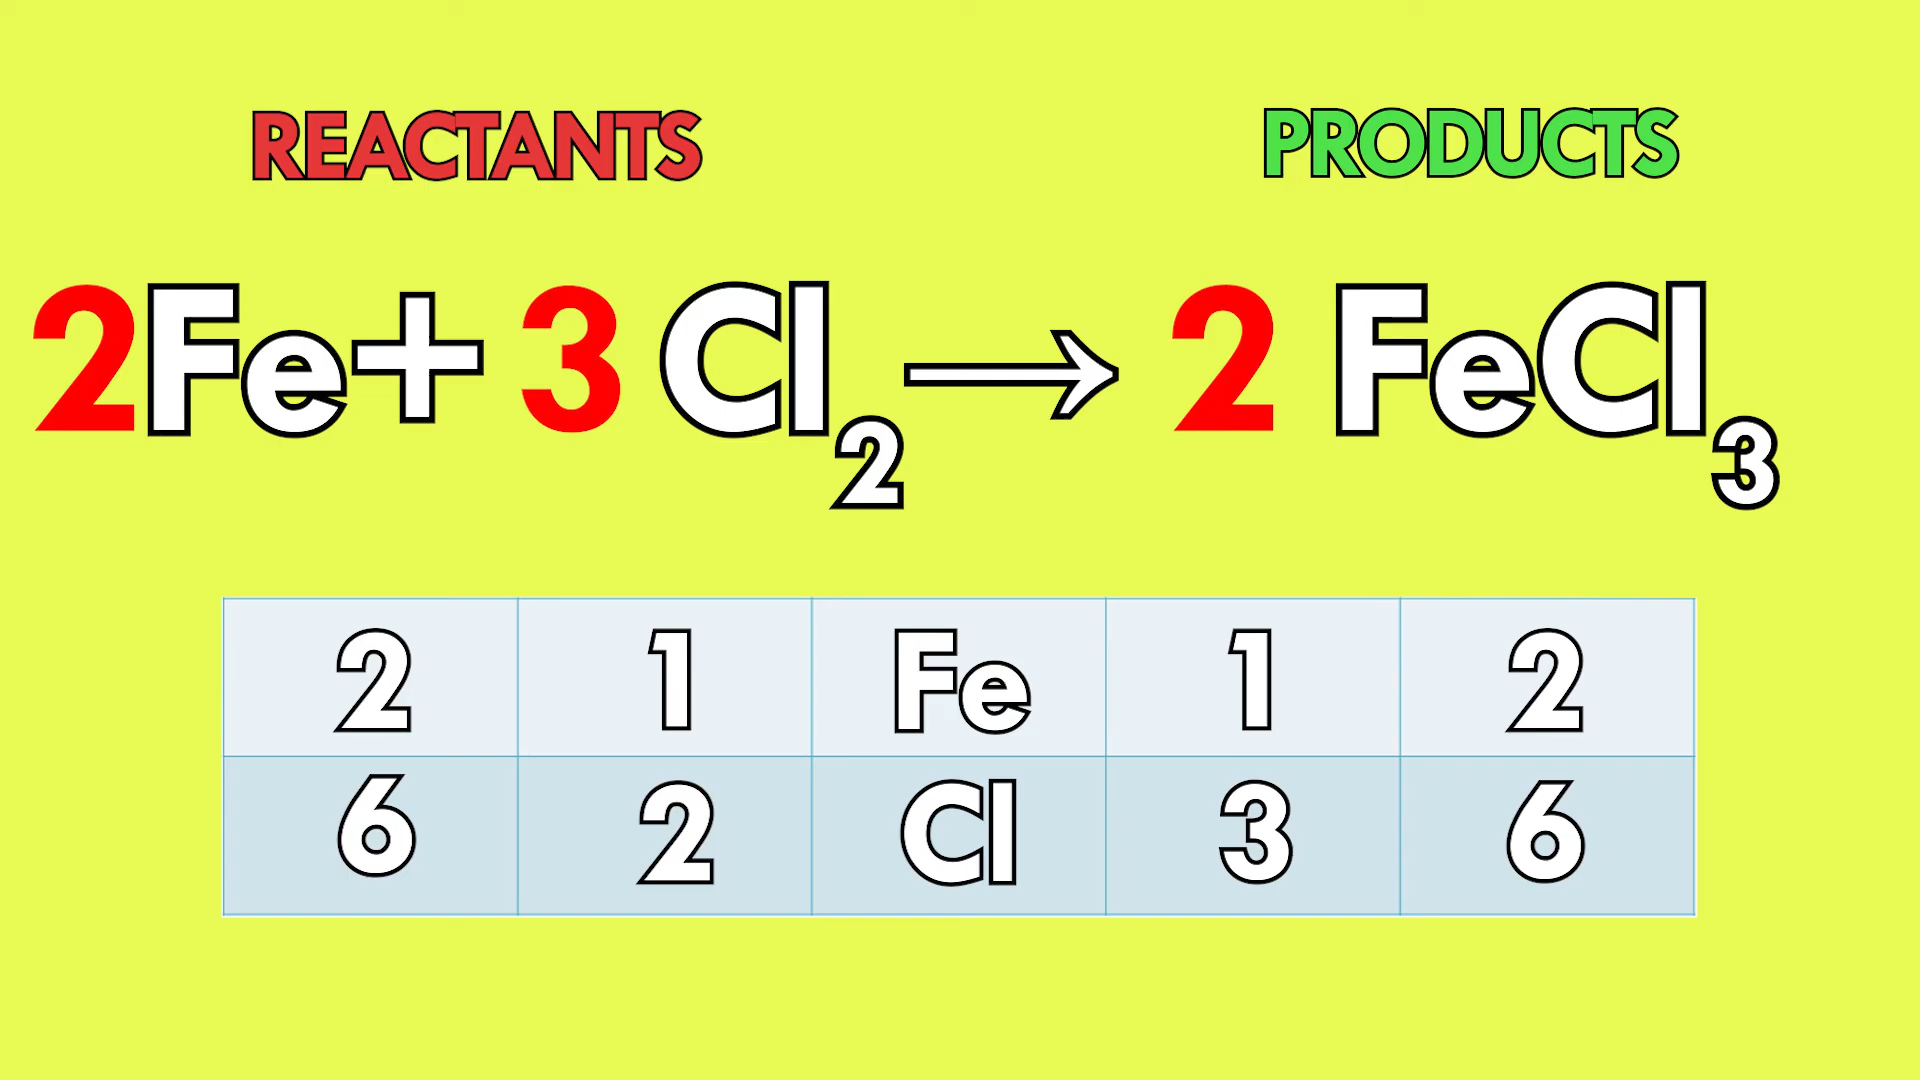 REACTANTS PRODUCTS
2Fe+ 3 Cl₂ → 2 FeCl₃
2 1 Fe 1 2
6 2 Cl 3 6